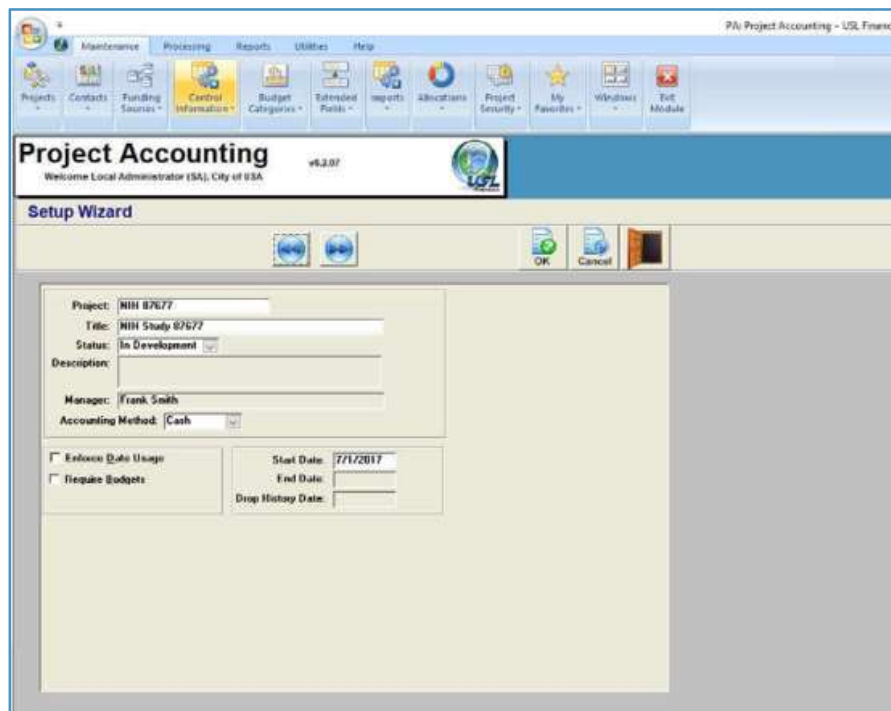 PA: Project Accounting - USL Financ
Maintenance Processing Reports Utilities Help
Projects Contacts Funding Sources Control Information Budget Categories Extended Fields Imports Allocations Project Security My Favorites Windows Exit Module
Project Accounting
v6.3.07
Welcome Local Administrator (SA), City of USA
USL
Setup Wizard
OK Cancel
Project: NIH 87677
Title: NIH Study 87677
Status: In Development
Description:
Manager: Frank Smith
Accounting Method: Cash
Enforce Date Usage
Require Budgets
Start Date: 7/1/2017
End Date:
Drop History Date: